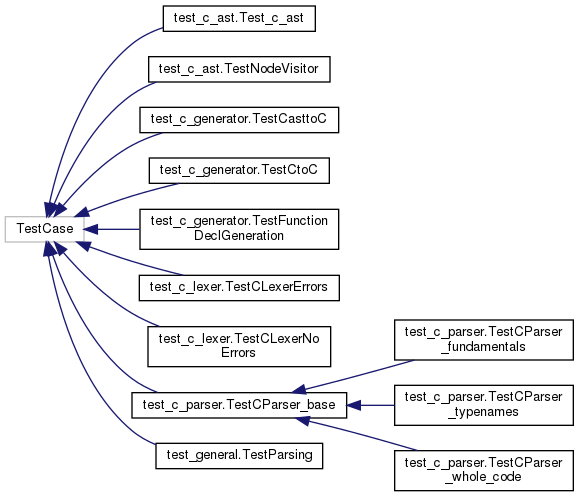 test_c_ast.Test_c_ast
test_c_ast.TestNodeVisitor
test_c_generator.TestCasttoC
test_c_generator.TestCtoC
TestCase
test_c_generator.TestFunction
DeclGeneration
test_c_lexer.TestCLexerErrors
test_c_lexer.TestCLexerNo
Errors
test_c_parser.TestCParser
_fundamentals
test_c_parser.TestCParser_base
test_c_parser.TestCParser
_typenames
test_general.TestParsing
test_c_parser.TestCParser
_whole_code